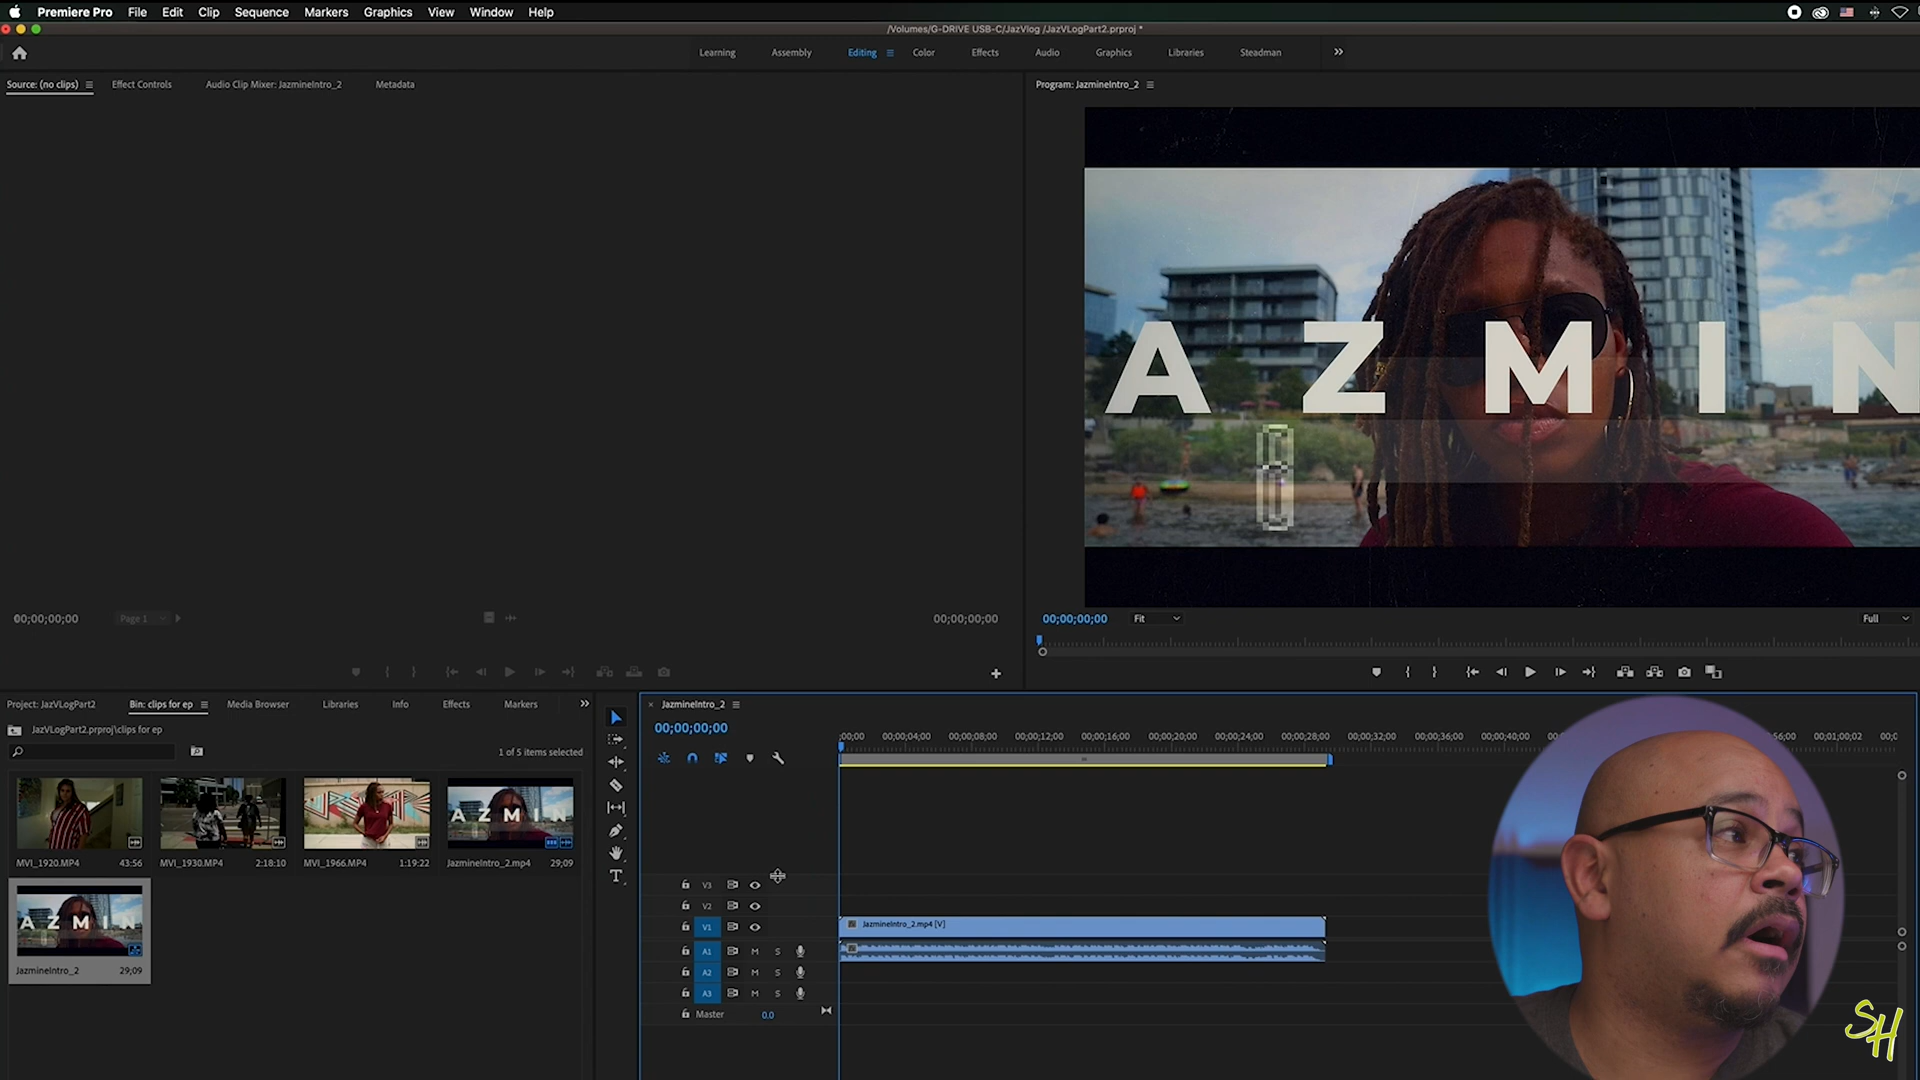 Premiere Pro File Edit Clip Sequence Markers Graphics View Window Help
/Volumes/G-DRIVE USB-C/JazVlog /JazVLogPart2.prproj *
Learning Assembly Editing Color Effects Audio Graphics Libraries Steadman
Source: (no clips) Effect Controls Audio Clip Mixer: JazmineIntro_2 Metadata
Program: JazmineIntro_2
A Z M I N
00;00;00;00 Page 1 00;00;00;00
00;00;00;00 Fit Full
Project: JazVLogPart2 Bin: clips for ep Media Browser Libraries Info Effects Markers
JazVLogPart2.prproj\clips for ep
1 of 5 items selected
A Z M I N
MVI_1920.MP4 43:56 MVI_1930.MP4 2:18:10 MVI_1966.MP4 1:19:22 JazmineIntro_2.mp4 29;09
A Z M I N
JazmineIntro_2 29;09
JazmineIntro_2
00;00;00;00
;00;00 00;00;04;00 00;00;08;00 00;00;12;00 00;00;16;00 00;00;20;00 00;00;24;00 00;00;28;00 00;00;32;00 00;00;36;00 00;00;40;00 ;56;00 00;01;00;02 00;0
V3
V2
V1 JazmineIntro_2.mp4 [V]
A1 M S
A2 M S
A3 M S
Master 0.0
SH